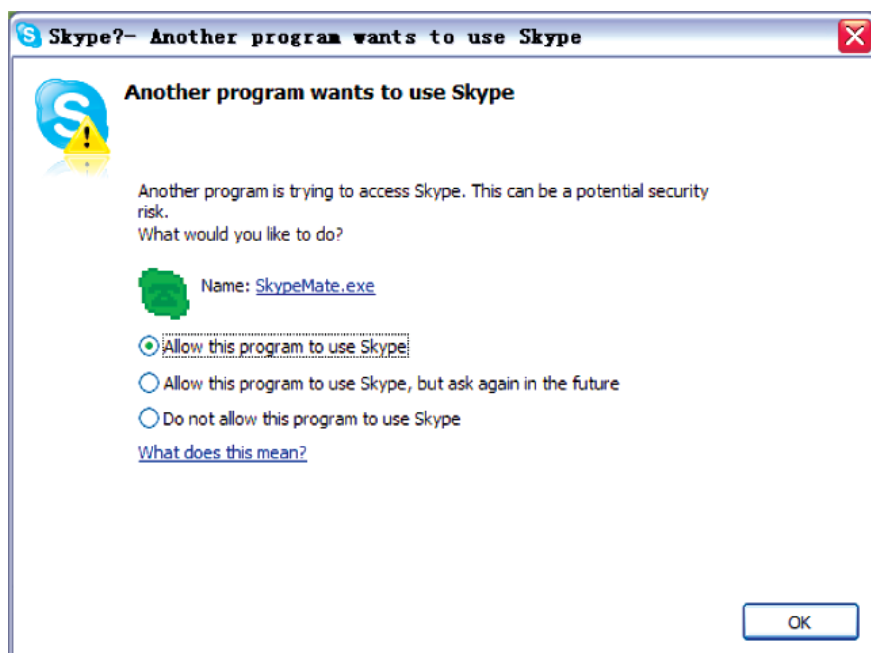 Skype?- Another program wants to use Skype
Another program wants to use Skype
Another program is trying to access Skype. This can be a potential security
risk.
What would you like to do?
Name: SkypeMate.exe
Allow this program to use Skype
Allow this program to use Skype, but ask again in the future
Do not allow this program to use Skype
What does this mean?
OK